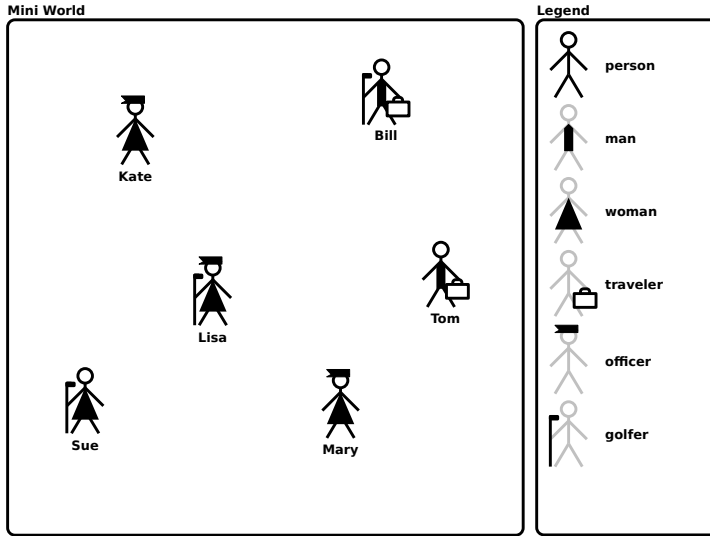 Mini World
Legend
person
man
woman
traveler
officer
golfer
Kate
Bill
Lisa
Tom
Sue
Mary